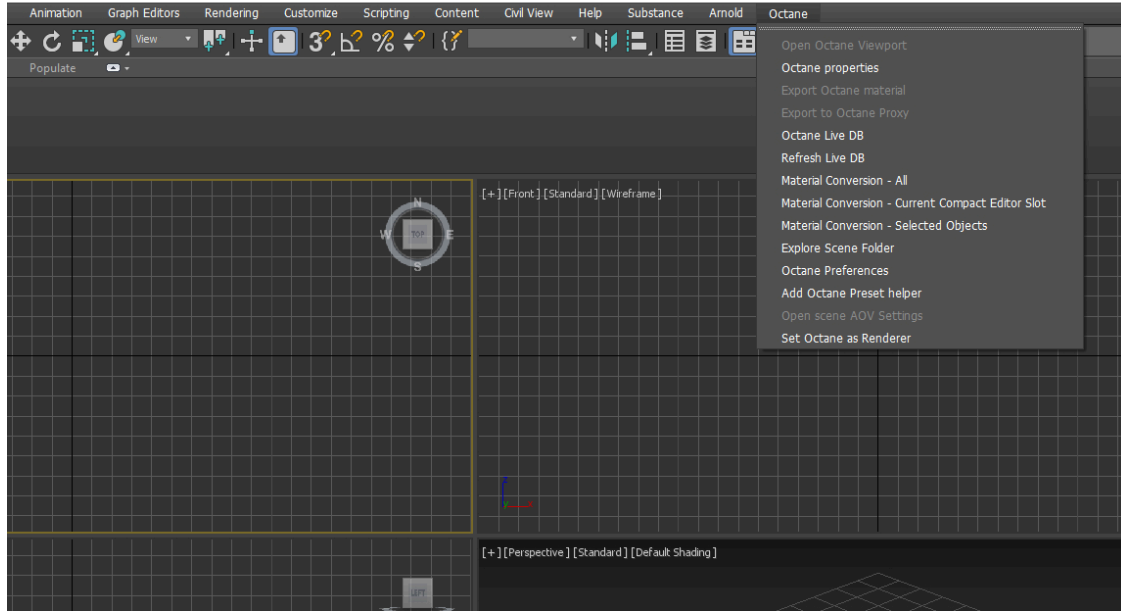 Animation Graph Editors Rendering Customize Scripting Content Civil View Help Substance Arnold Octane
View
Populate
Open Octane Viewport
Octane properties
Export Octane material
Export to Octane Proxy
Octane Live DB
Refresh Live DB
Material Conversion - All
Material Conversion - Current Compact Editor Slot
Material Conversion - Selected Objects
Explore Scene Folder
Octane Preferences
Add Octane Preset helper
Open scene AOV Settings
Set Octane as Renderer
N
W TOP E
S
[+] [Front] [Standard] [Wireframe]
z
y x
LEFT
[+] [Perspective] [Standard] [Default Shading]